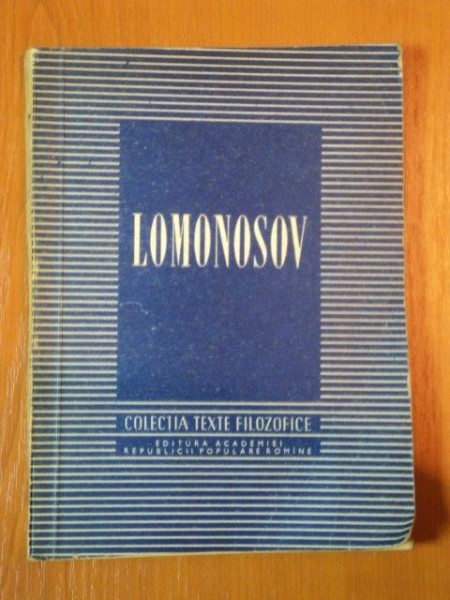 LOMONOSOV
COLECTIA TEXTE FILOZOFICE
EDITURA ACADEMIEI
REPUBLICII POPULARE ROMINE